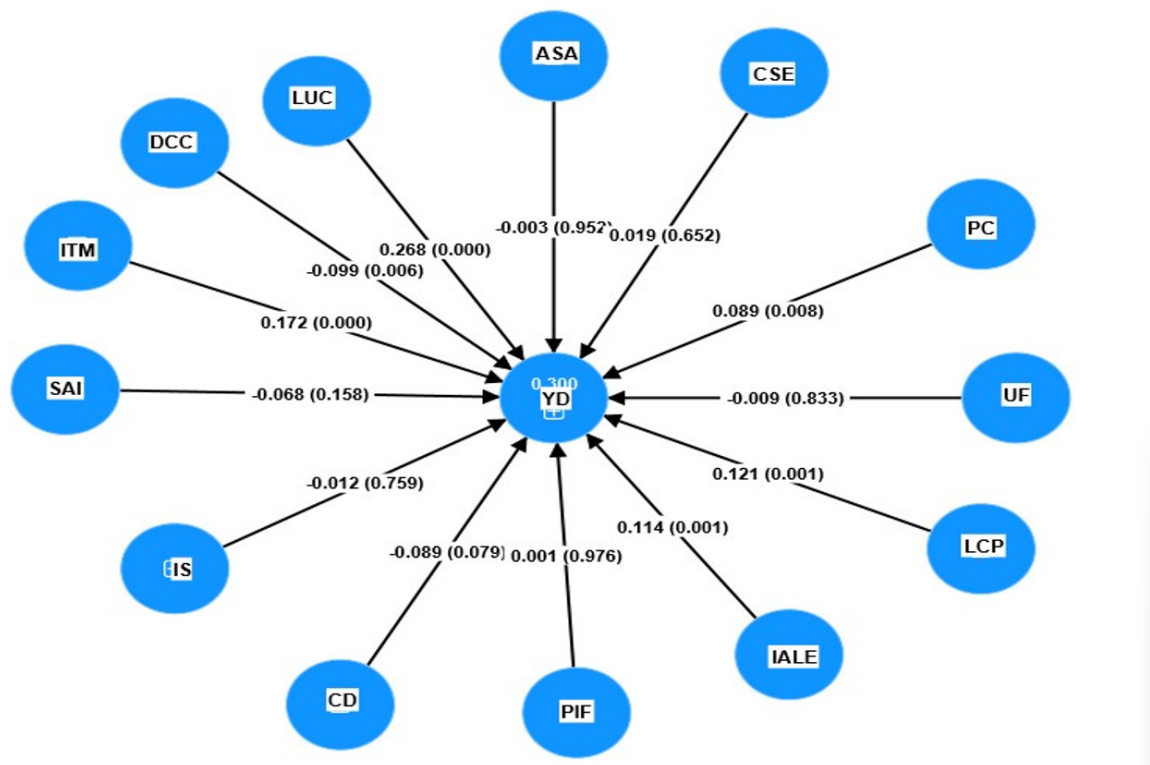 ASA
CSE
LUC
DCC
PC
ITM
-0.003 (0.952)
0.019 (0.652)
0.268 (0.000)
-0.099 (0.006)
0.089 (0.008)
0.172 (0.000)
0.300
YD
SAI
-0.068 (0.158)
-0.009 (0.833)
UF
-0.012 (0.759)
0.121 (0.001)
0.114 (0.001)
-0.089 (0.079)
0.001 (0.976)
LCP
IS
IALE
CD
PIF